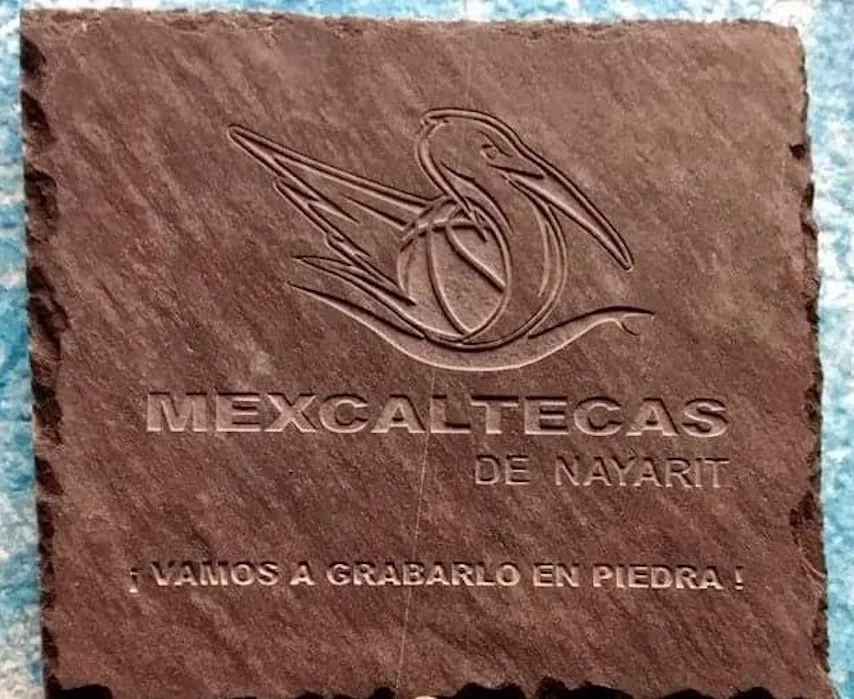 MEXCALTECAS
DE NAYARIT
¡ VAMOS A GRABARLO EN PIEDRA !